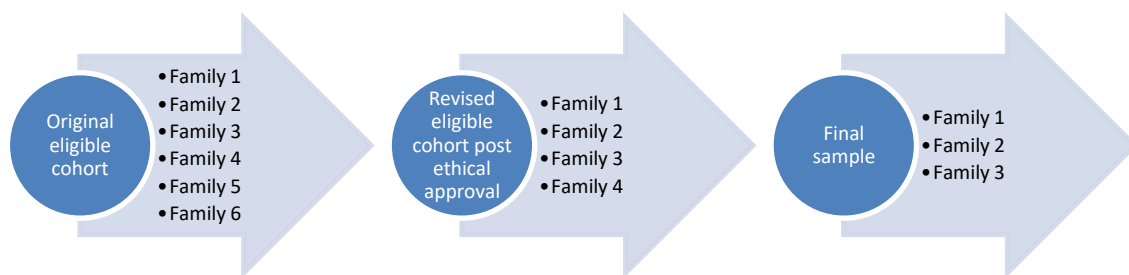 Original
eligible
cohort
•Family 1
•Family 2
•Family 3
•Family 4
•Family 5
•Family 6
Revised
eligible
cohort post
ethical
approval
•Family 1
•Family 2
•Family 3
•Family 4
Final
sample
•Family 1
•Family 2
•Family 3